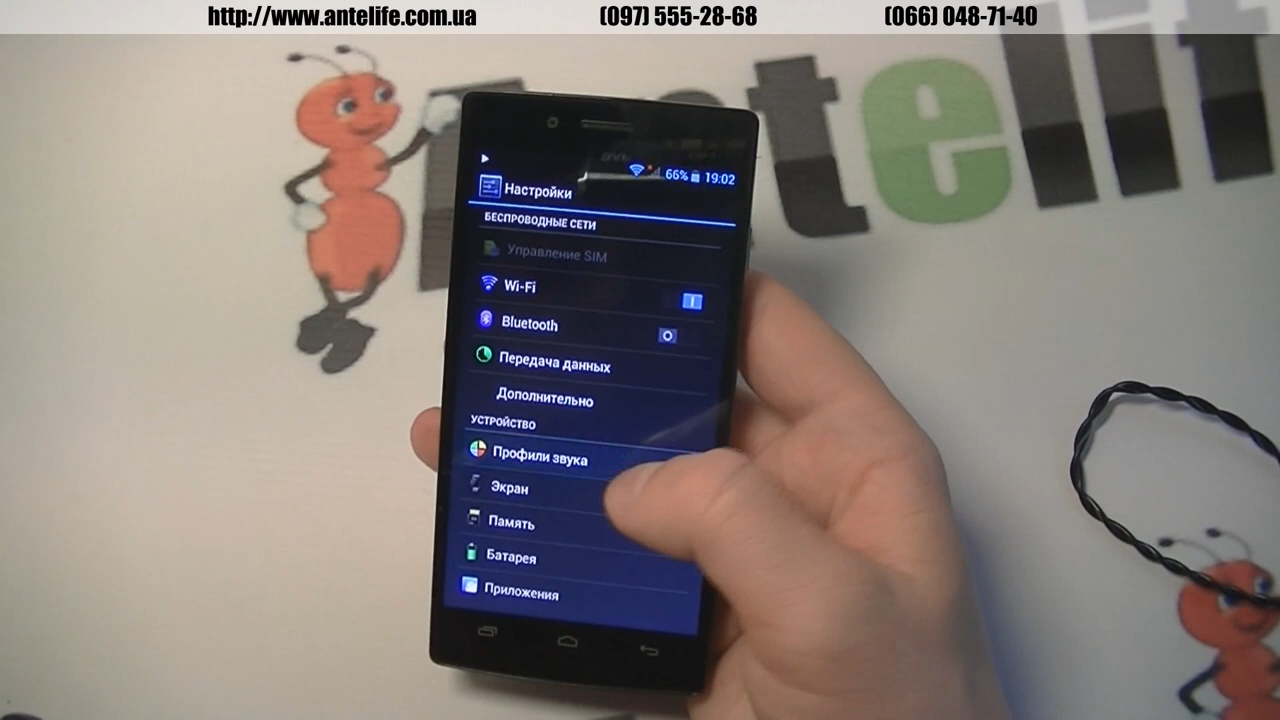 http://www.antelife.com.ua (097) 555-28-68 (066) 048-71-40
Antelif
66% 19:02
Настройки
БЕСПРОВОДНЫЕ СЕТИ
Управление SIM
Wi-Fi
Bluetooth
Передача данных
Дополнительно
УСТРОЙСТВО
Профили звука
Экран
Память
Батарея
Приложения